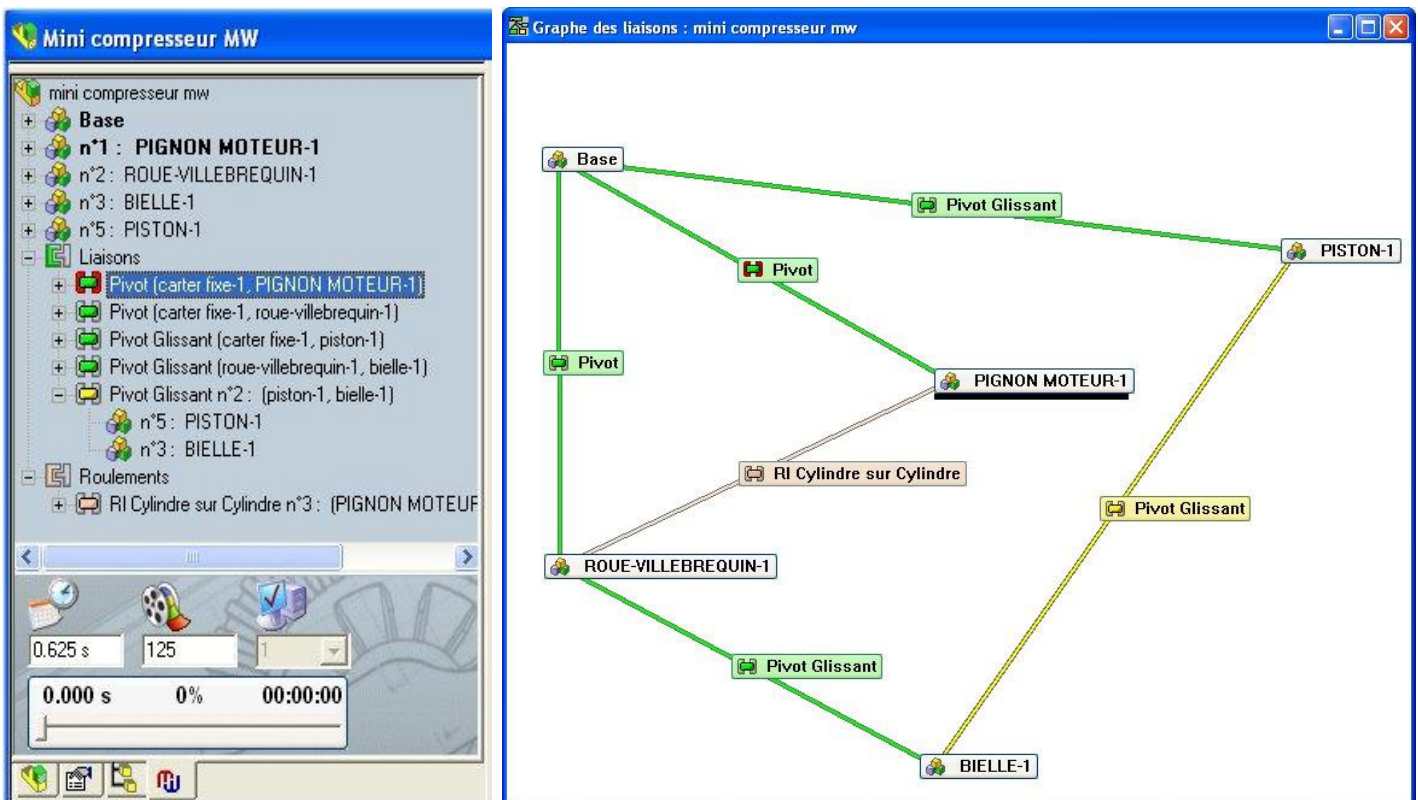 Mini compresseur MW
mini compresseur mw
Base
n°1 : PIGNON MOTEUR-1
n°2 : ROUE-VILLEBREQUIN-1
n°3 : BIELLE-1
n°5 : PISTON-1
Liaisons
Pivot (carter fixe-1, PIGNON MOTEUR-1)
Pivot (carter fixe-1, roue-villebrequin-1)
Pivot Glissant (carter fixe-1, piston-1)
Pivot Glissant (roue-villebrequin-1, bielle-1)
Pivot Glissant n°2 : (piston-1, bielle-1)
n°5 : PISTON-1
n°3 : BIELLE-1
Roulements
RI Cylindre sur Cylindre n°3 : (PIGNON MOTEUR
0.625 s 125 1
0.000 s 0% 00:00:00
Graphe des liaisons : mini compresseur mw
Base
Pivot Glissant
PISTON-1
Pivot
Pivot
PIGNON MOTEUR-1
RI Cylindre sur Cylindre
Pivot Glissant
ROUE-VILLEBREQUIN-1
Pivot Glissant
BIELLE-1